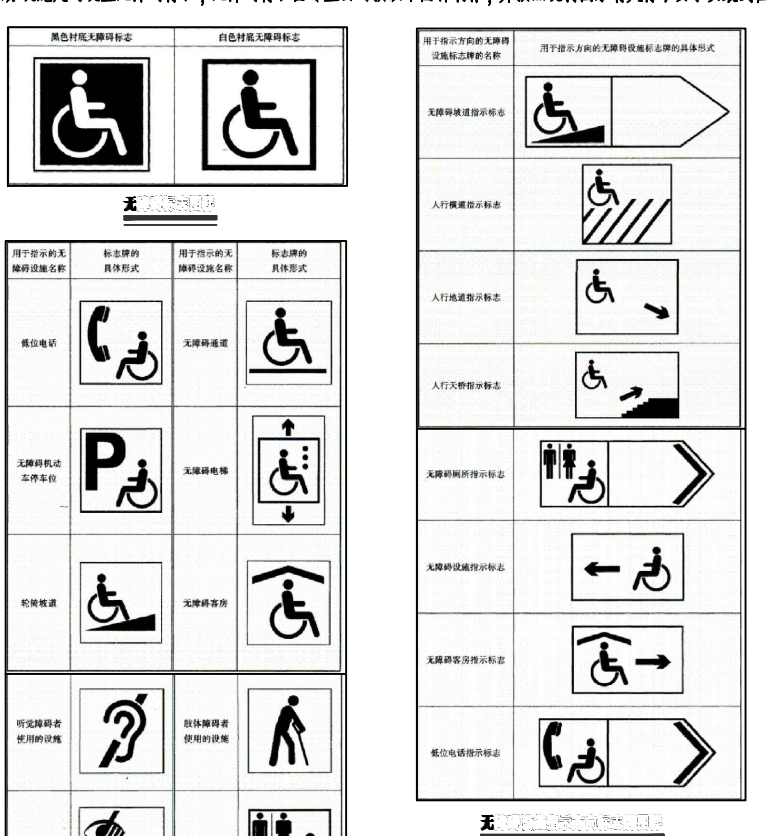 黑色衬底无障碍标志
白色衬底无障碍标志
无
用于指示的无
障碍设施名称
标志牌的
具体形式
用于指示的无
障碍设施名称
标志牌的
具体形式
低位电话
无障碍通道
无障碍机动
车停车位
P
无障碍电梯
轮椅坡道
无障碍客房
听觉障碍者
使用的设施
肢体障碍者
使用的设施
用于指示方向的无障碍
设施标志牌的名称
用于指示方向的无障碍设施标志牌的具体形式
无障碍坡道指示标志
人行横道指示标志
人行地道指示标志
人行天桥指示标志
无障碍厕所指示标志
无障碍设施指示标志
无障碍客房指示标志
低位电话指示标志
无